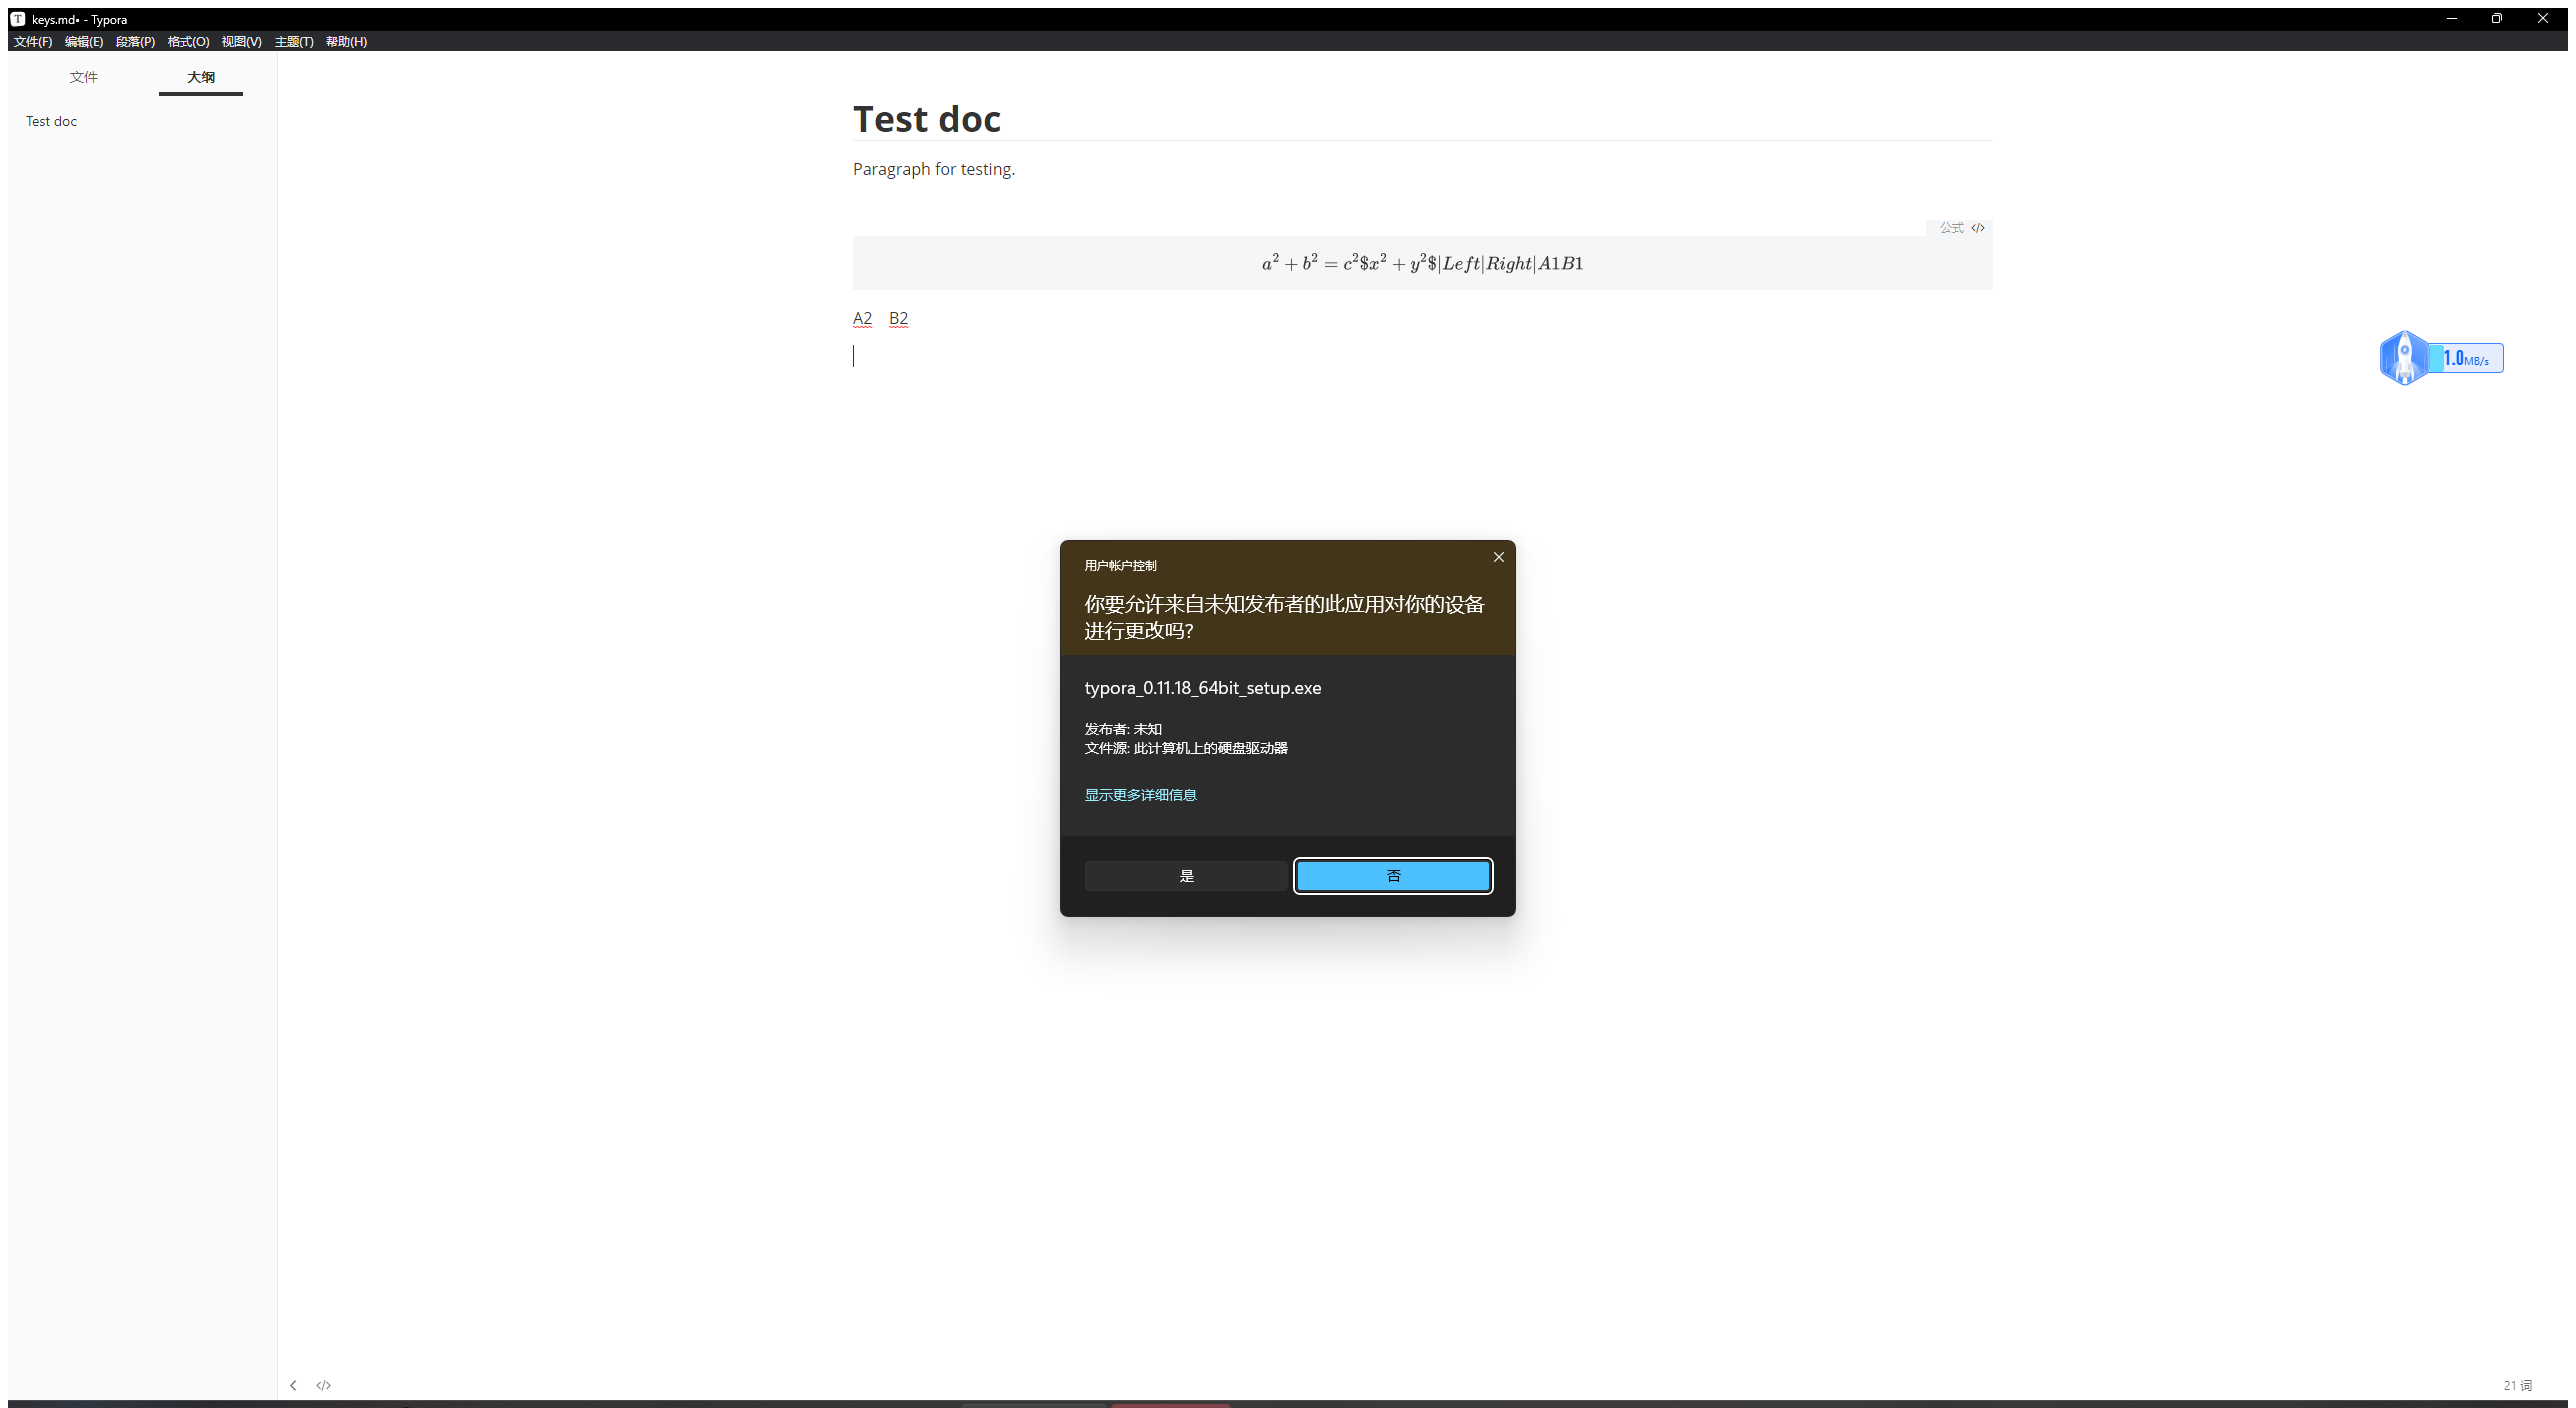 keys.md• - Typora
文件(F) 编辑(E) 段落(P) 格式(O) 视图(V) 主题(T) 帮助(H)
文件 大纲
Test doc
Test doc
Paragraph for testing.
公式 </>
a² + b² = c²$x² + y²$|Left|Right|A1B1
A2 B2
1.0MB/s
用户帐户控制
你要允许来自未知发布者的此应用对你的设备
进行更改吗?
typora_0.11.18_64bit_setup.exe
发布者: 未知
文件源: 此计算机上的硬盘驱动器
显示更多详细信息
是 否
</> 21 词